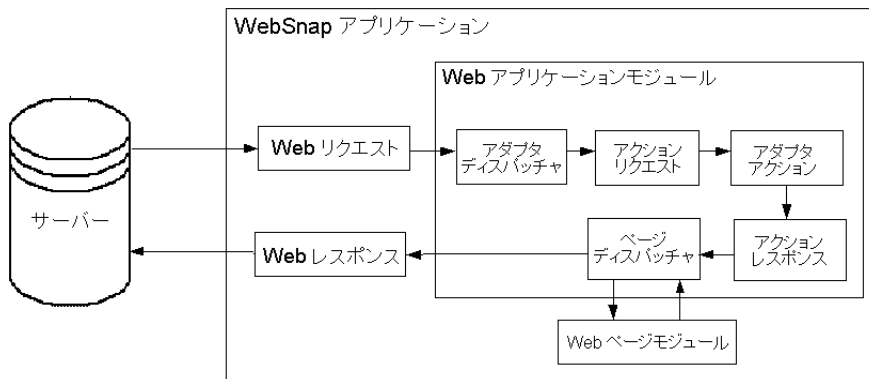 WebSnap アプリケーション
Web アプリケーションモジュール
サーバー
Web リクエスト
アダプタ
ディスパッチャ
アクション
リクエスト
アダプタ
アクション
Web レスポンス
ページ
ディスパッチャ
アクション
レスポンス
Web ページモジュール